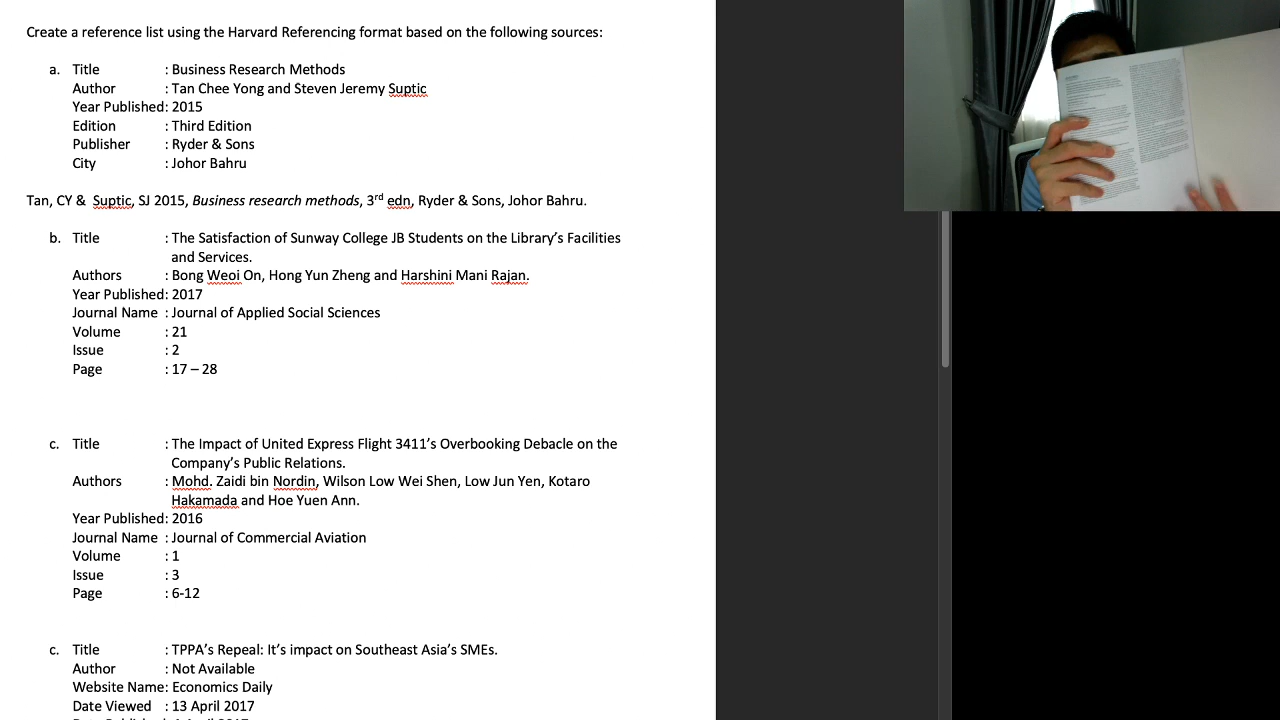 Create a reference list using the Harvard Referencing format based on the following sources:
a. Title : Business Research Methods
Author : Tan Chee Yong and Steven Jeremy Suptic
Year Published: 2015
Edition : Third Edition
Publisher : Ryder & Sons
City : Johor Bahru
Tan, CY & Suptic, SJ 2015, Business research methods, 3rd edn, Ryder & Sons, Johor Bahru.
b. Title : The Satisfaction of Sunway College JB Students on the Library’s Facilities
and Services.
Authors : Bong Weoi On, Hong Yun Zheng and Harshini Mani Rajan.
Year Published: 2017
Journal Name : Journal of Applied Social Sciences
Volume : 21
Issue : 2
Page : 17 – 28
c. Title : The Impact of United Express Flight 3411’s Overbooking Debacle on the
Company’s Public Relations.
Authors : Mohd. Zaidi bin Nordin, Wilson Low Wei Shen, Low Jun Yen, Kotaro
Hakamada and Hoe Yuen Ann.
Year Published: 2016
Journal Name : Journal of Commercial Aviation
Volume : 1
Issue : 3
Page : 6-12
c. Title : TPPA’s Repeal: It’s impact on Southeast Asia’s SMEs.
Author : Not Available
Website Name: Economics Daily
Date Viewed : 13 April 2017